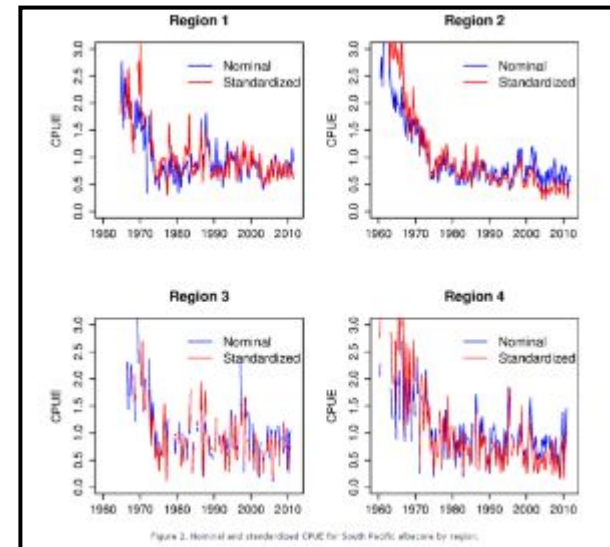 Region 1
Region 2
Nominal
Standardized
Nominal
Standardized
CPUE
0.0 0.5 1.0 1.5 2.0 2.5 3.0
CPUE
0.0 0.5 1.0 1.5 2.0 2.5 3.0
1960 1970 1980 1990 2000 2010
1960 1970 1980 1990 2000 2010
Region 3
Region 4
Nominal
Standardized
Nominal
Standardized
CPUE
0.0 0.5 1.0 1.5 2.0 2.5 3.0
CPUE
0.0 0.5 1.0 1.5 2.0 2.5 3.0
1960 1970 1980 1990 2000 2010
1960 1970 1980 1990 2000 2010
Figure 2. Nominal and standardized CPUE for South Pacific albacore by region.